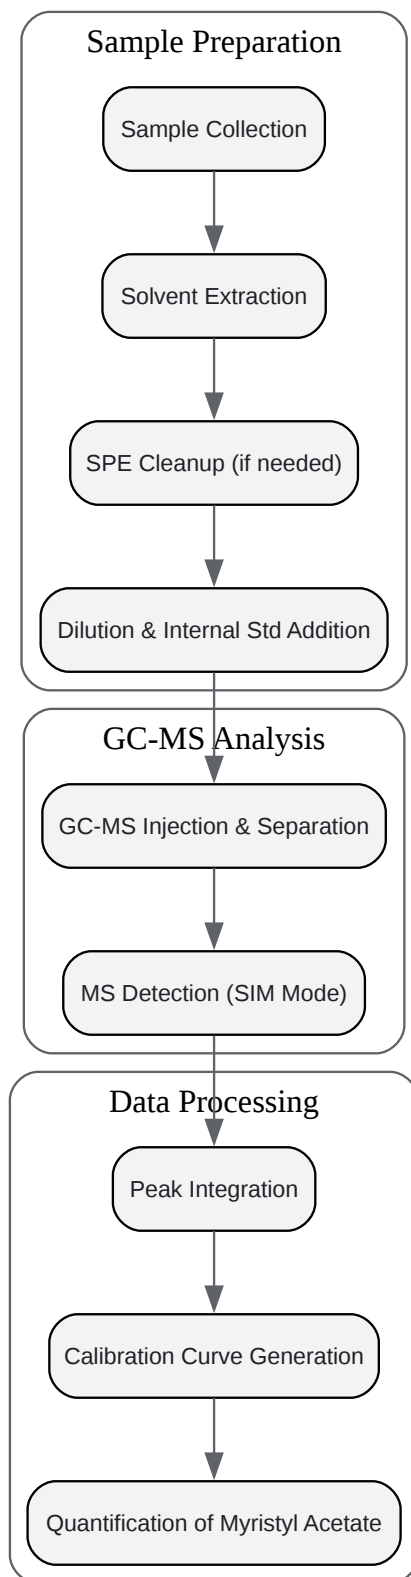 Sample Preparation
Sample Collection
Solvent Extraction
SPE Cleanup (if needed)
Dilution & Internal Std Addition
GC-MS Analysis
GC-MS Injection & Separation
MS Detection (SIM Mode)
Data Processing
Peak Integration
Calibration Curve Generation
Quantification of Myristyl Acetate